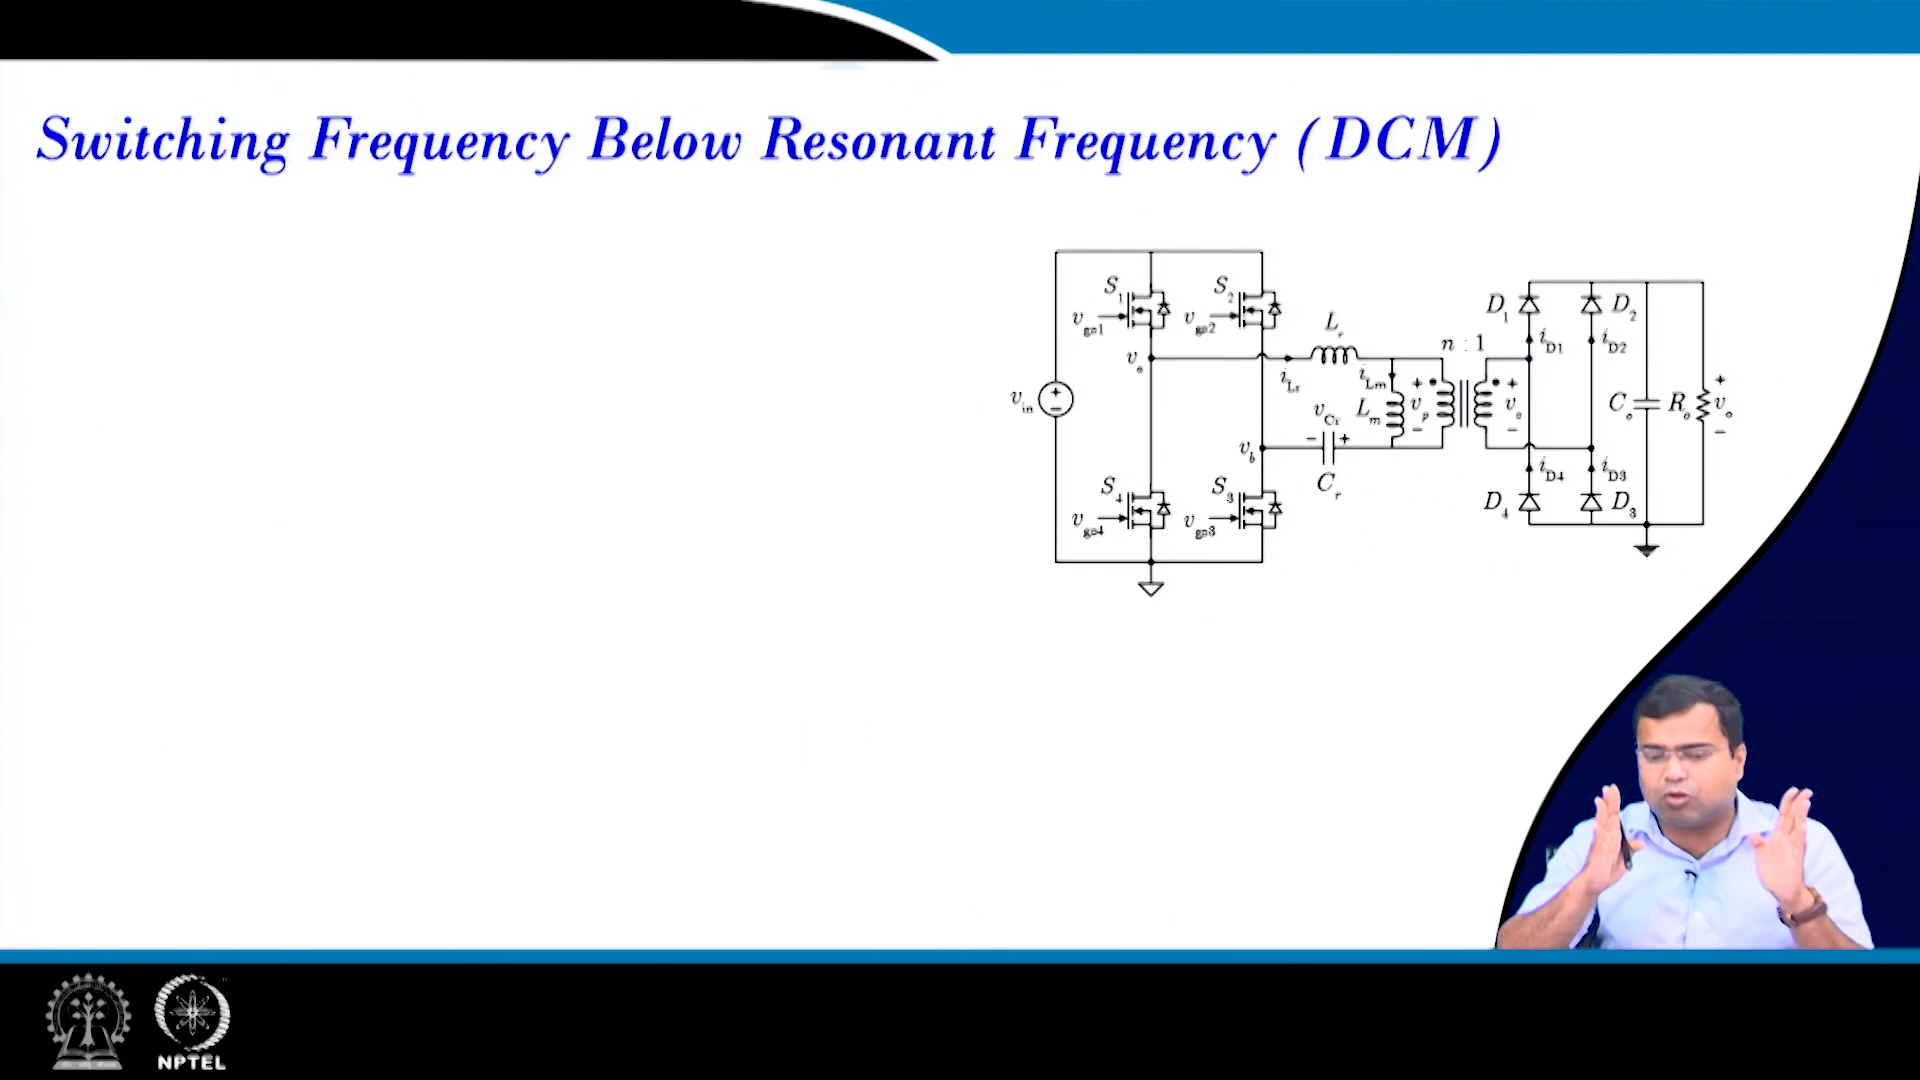 Switching Frequency Below Resonant Frequency (DCM)
S1
S2
vgs1
vgs2
va
Lr
iLr
iLm
n : 1
D1
D2
iD1
iD2
vin
+
−
vCr
− +
Lm
+ vp −
+ vs −
Co
Ro
+ vo −
vb
Cr
S4
S3
vgs4
vgs3
iD4
iD3
D4
D3
NPTEL